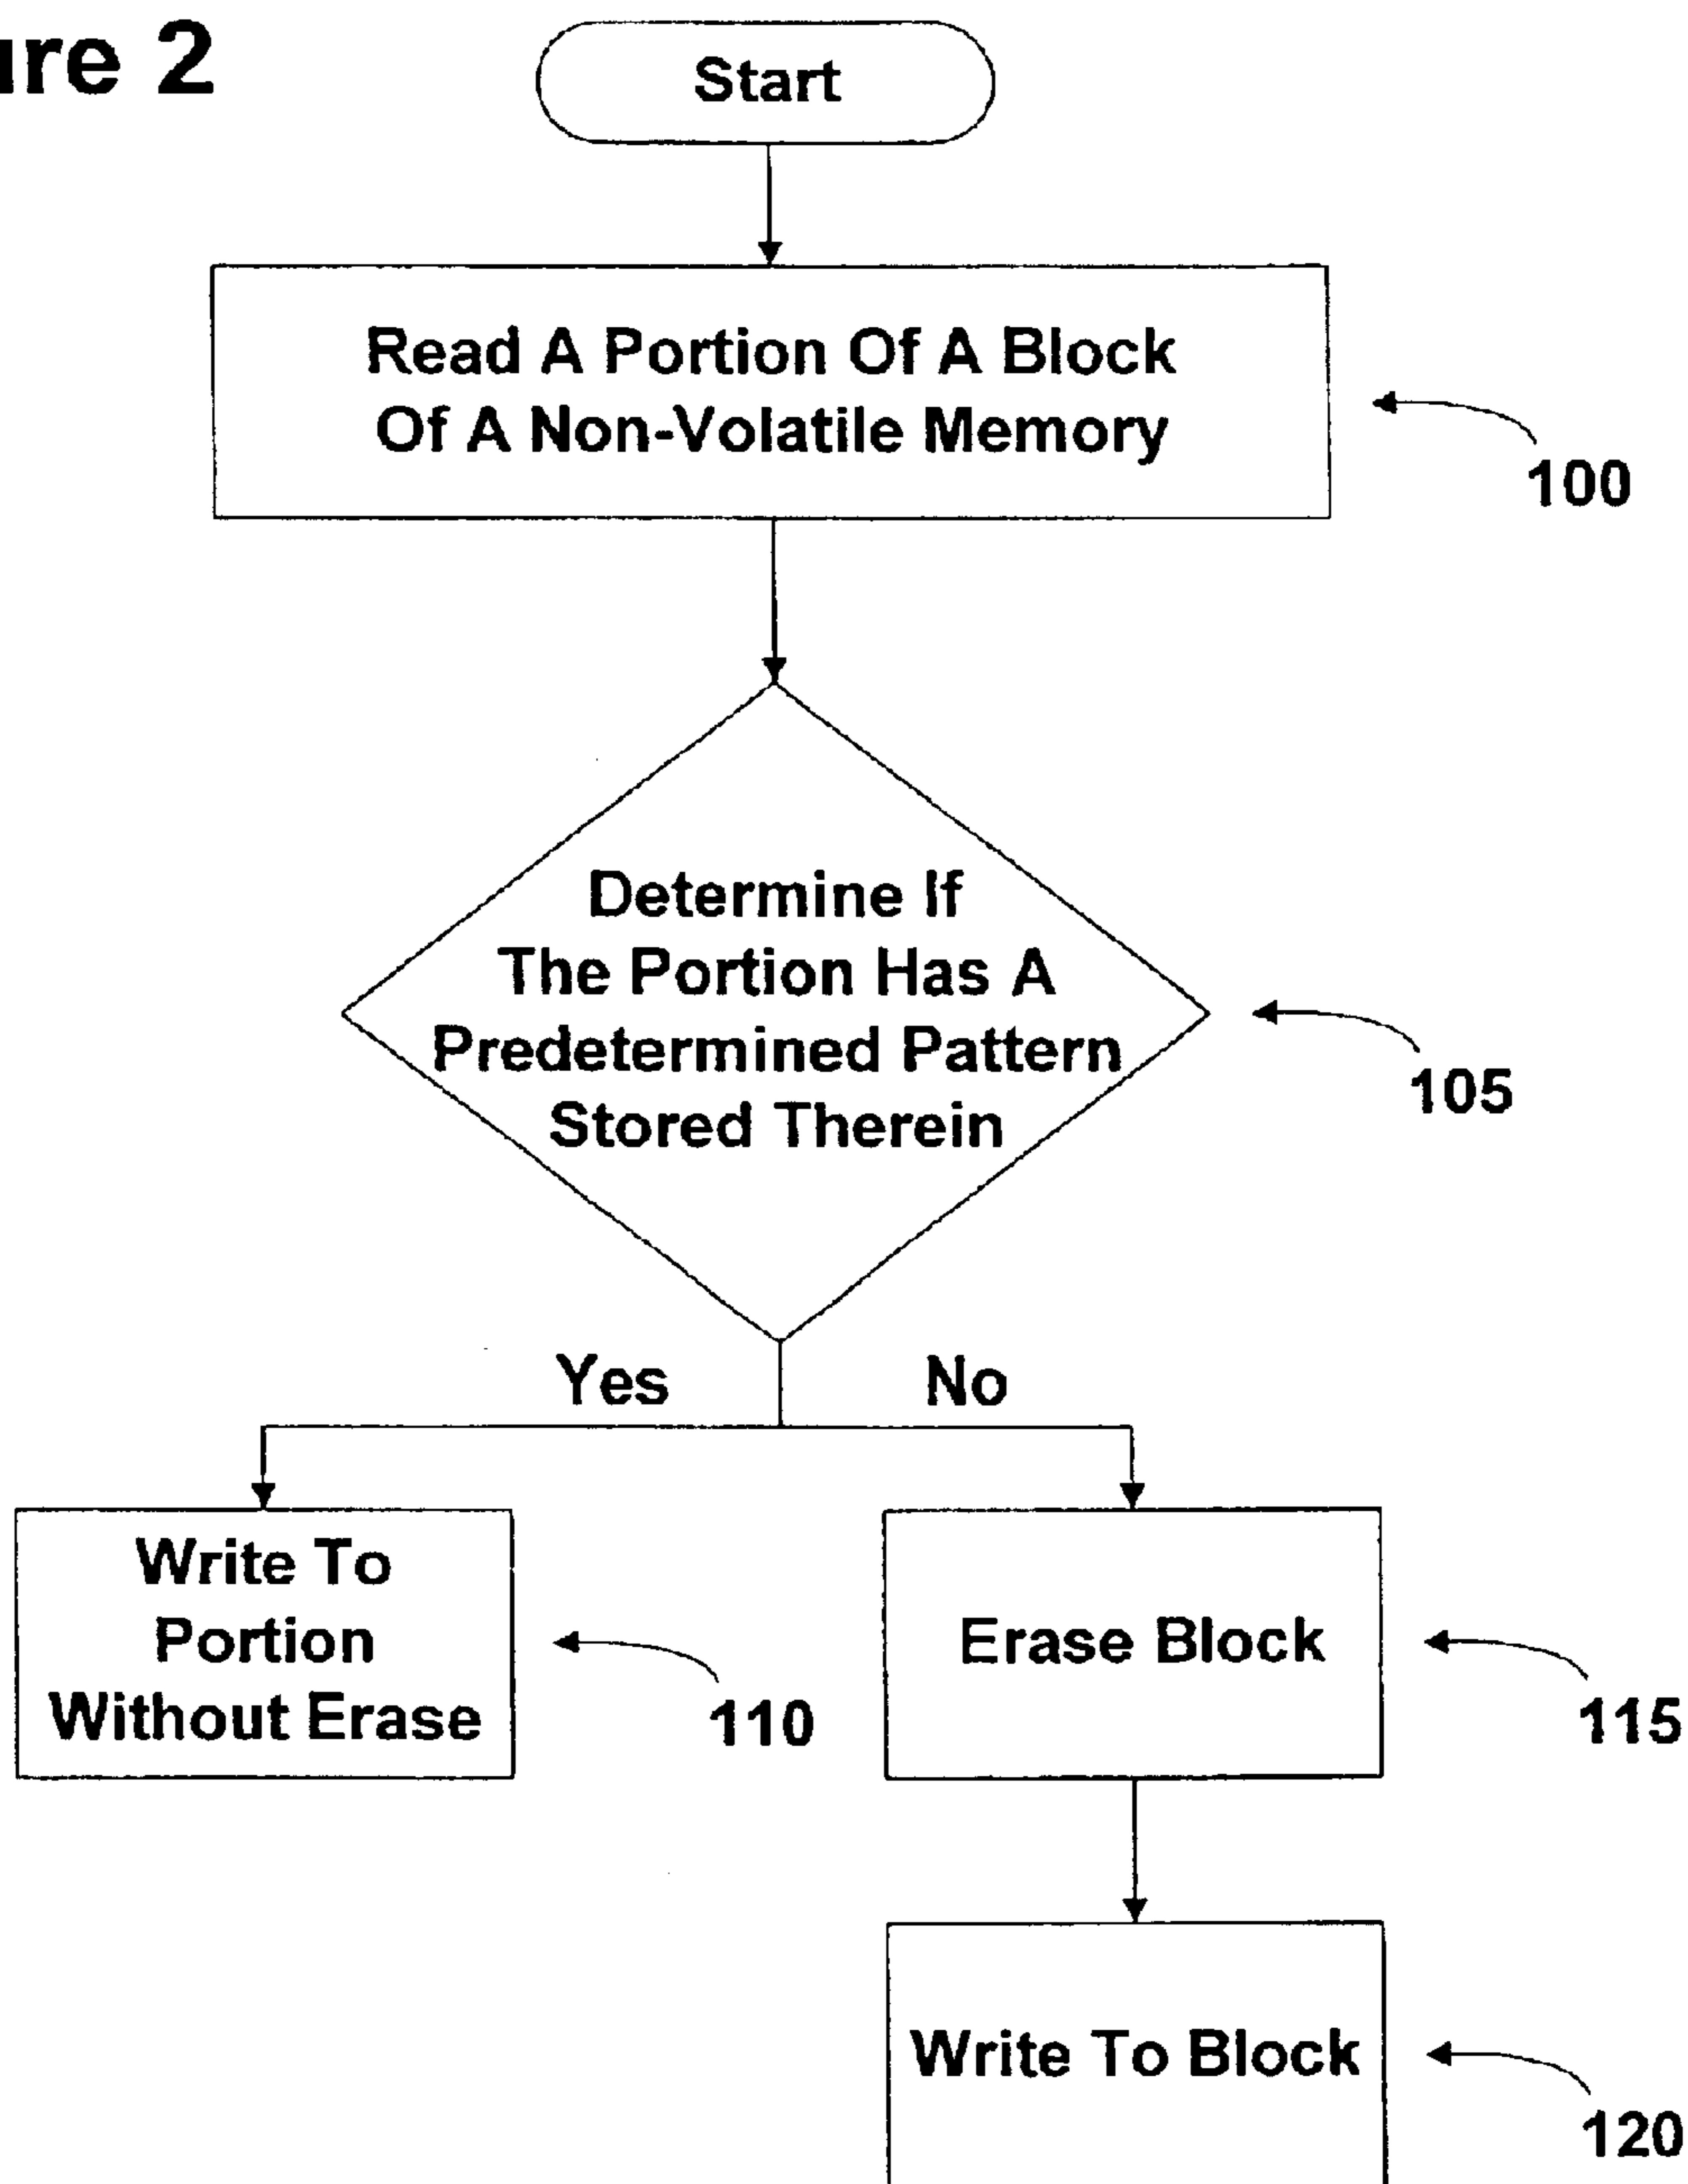 ure 2
Start
Read A Portion Of A Block
Of A Non-Volatile Memory
100
Determine If
The Portion Has A
Predetermined Pattern
Stored Therein
105
Yes
No
Write To
Portion
Without Erase
110
Erase Block
115
Write To Block
120